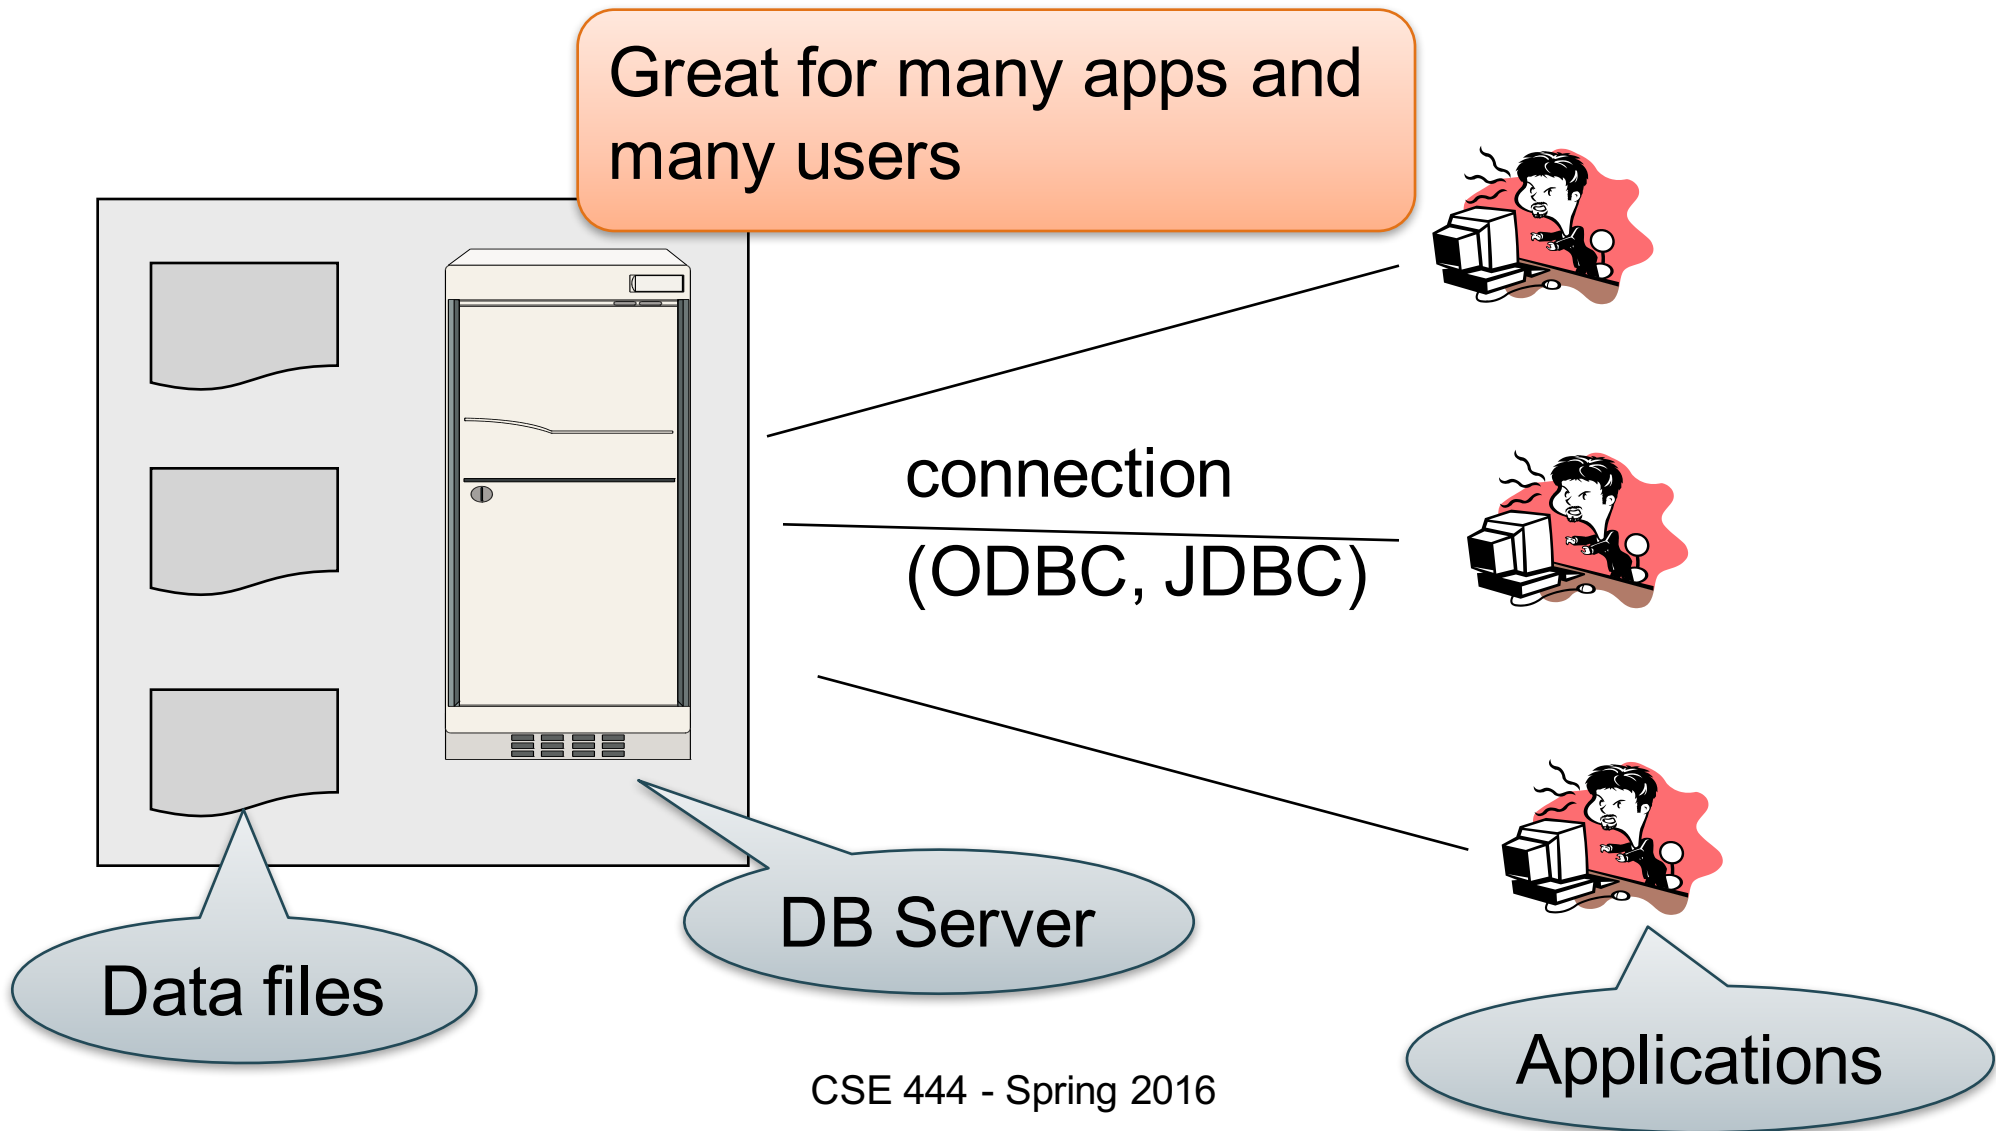 Great for many apps and
many users
connection
(ODBC, JDBC)
DB Server
Data files
Applications
CSE 444 - Spring 2016